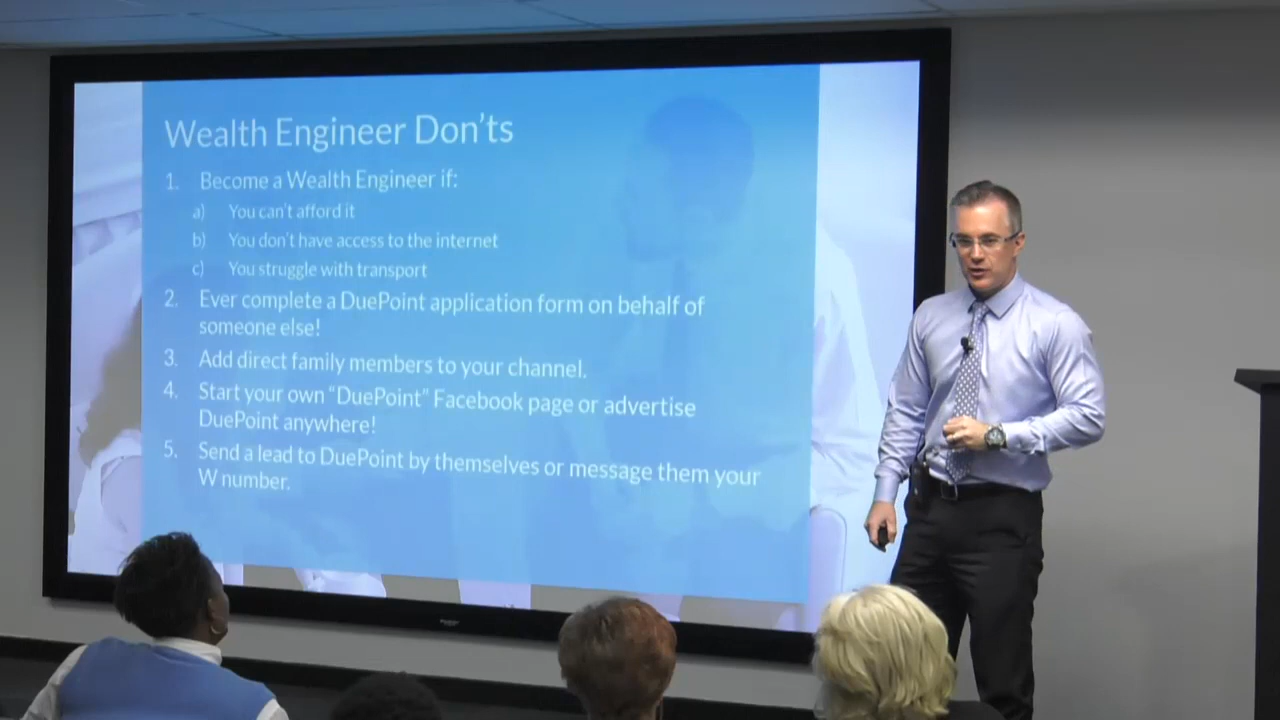 Wealth Engineer Don'ts
1. Become a Wealth Engineer if:
a) You can't afford it
b) You don't have access to the internet
c) You struggle with transport
2. Ever complete a DuePoint application form on behalf of
someone else!
3. Add direct family members to your channel.
4. Start your own “DuePoint” Facebook page or advertise
DuePoint anywhere!
5. Send a lead to DuePoint by themselves or message them your
W number.